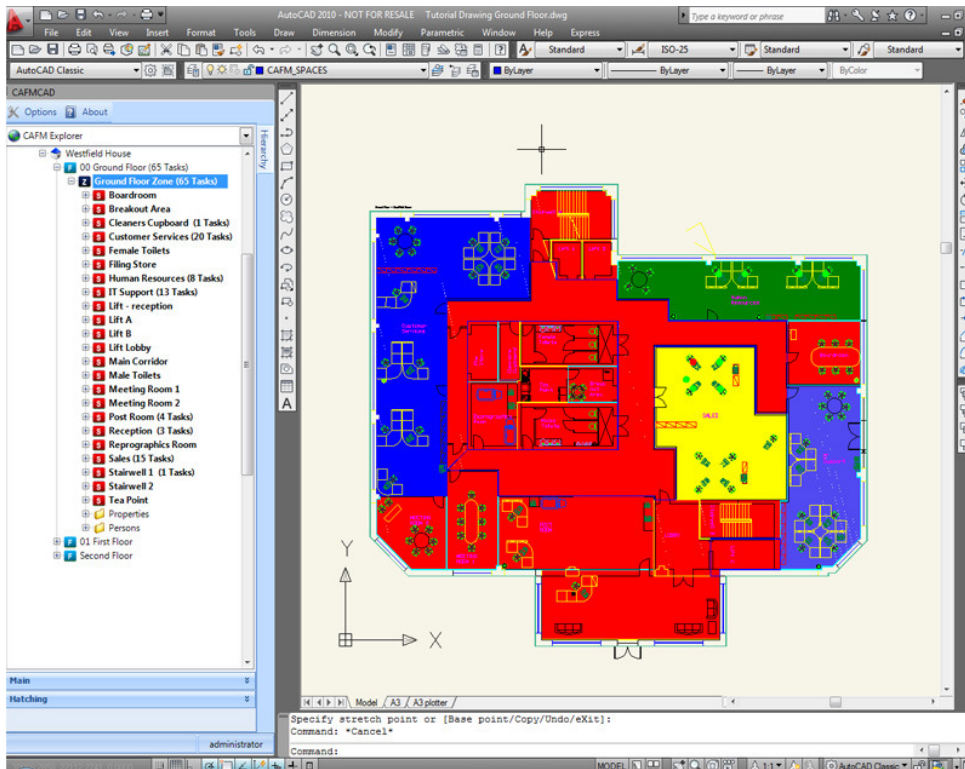 AutoCAD 2010 - NOT FOR RESALE Tutorial Drawing Ground Floor.dwg
Type a keyword or phrase
File Edit View Insert Format Tools Draw Dimension Modify Parametric Window Help Express
Standard ISO-25 Standard Standard
AutoCAD Classic CAFM_SPACES ByLayer ByLayer ByLayer ByColor
CAFMCAD
Options About
CAFM Explorer
Hierarchy
Westfield House
00 Ground Floor (65 Tasks)
Ground Floor Zone (65 Tasks)
Boardroom
Breakout Area
Cleaners Cupboard (1 Tasks)
Customer Services (20 Tasks)
Female Toilets
Filing Store
Human Resources (8 Tasks)
IT Support (13 Tasks)
Lift - reception
Lift A
Lift B
Lift Lobby
Main Corridor
Male Toilets
Meeting Room 1
Meeting Room 2
Post Room (4 Tasks)
Reception (3 Tasks)
Reprographics Room
Sales (15 Tasks)
Stairwell 1 (1 Tasks)
Stairwell 2
Tea Point
Properties
Persons
01 First Floor
Second Floor
Main
Hatching
administrator
Customer Services
SALES
Y
X
Model A3 A3 plotter
Specify stretch point or [Base point/Copy/Undo/eXit]:
Command: *Cancel*
Command:
MODEL A 1:1 AutoCAD Classic